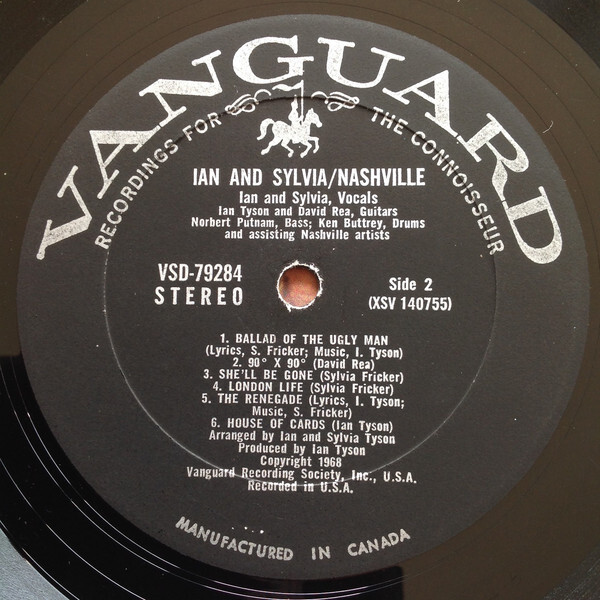 VANGUARD
RECORDINGS FOR THE CONNOISSEUR
IAN AND SYLVIA/NASHVILLE
Ian and Sylvia, Vocals
Ian Tyson and David Rea, Guitars
Norbert Putnam, Bass; Ken Buttrey, Drums
and assisting Nashville artists
VSD-79284
STEREO
Side 2
(XSV 140755)
1. BALLAD OF THE UGLY MAN
(Lyrics, S. Fricker; Music, I. Tyson)
2. 90° X 90° (David Rea)
3. SHE'LL BE GONE (Sylvia Fricker)
4. LONDON LIFE (Sylvia Fricker)
5. THE RENEGADE (Lyrics, I. Tyson;
Music, S. Fricker)
6. HOUSE OF CARDS (Ian Tyson)
Arranged by Ian and Sylvia Tyson
Produced by Ian Tyson
Copyright 1968
Vanguard Recording Society, Inc., U.S.A.
Recorded in U.S.A.
MANUFACTURED IN CANADA